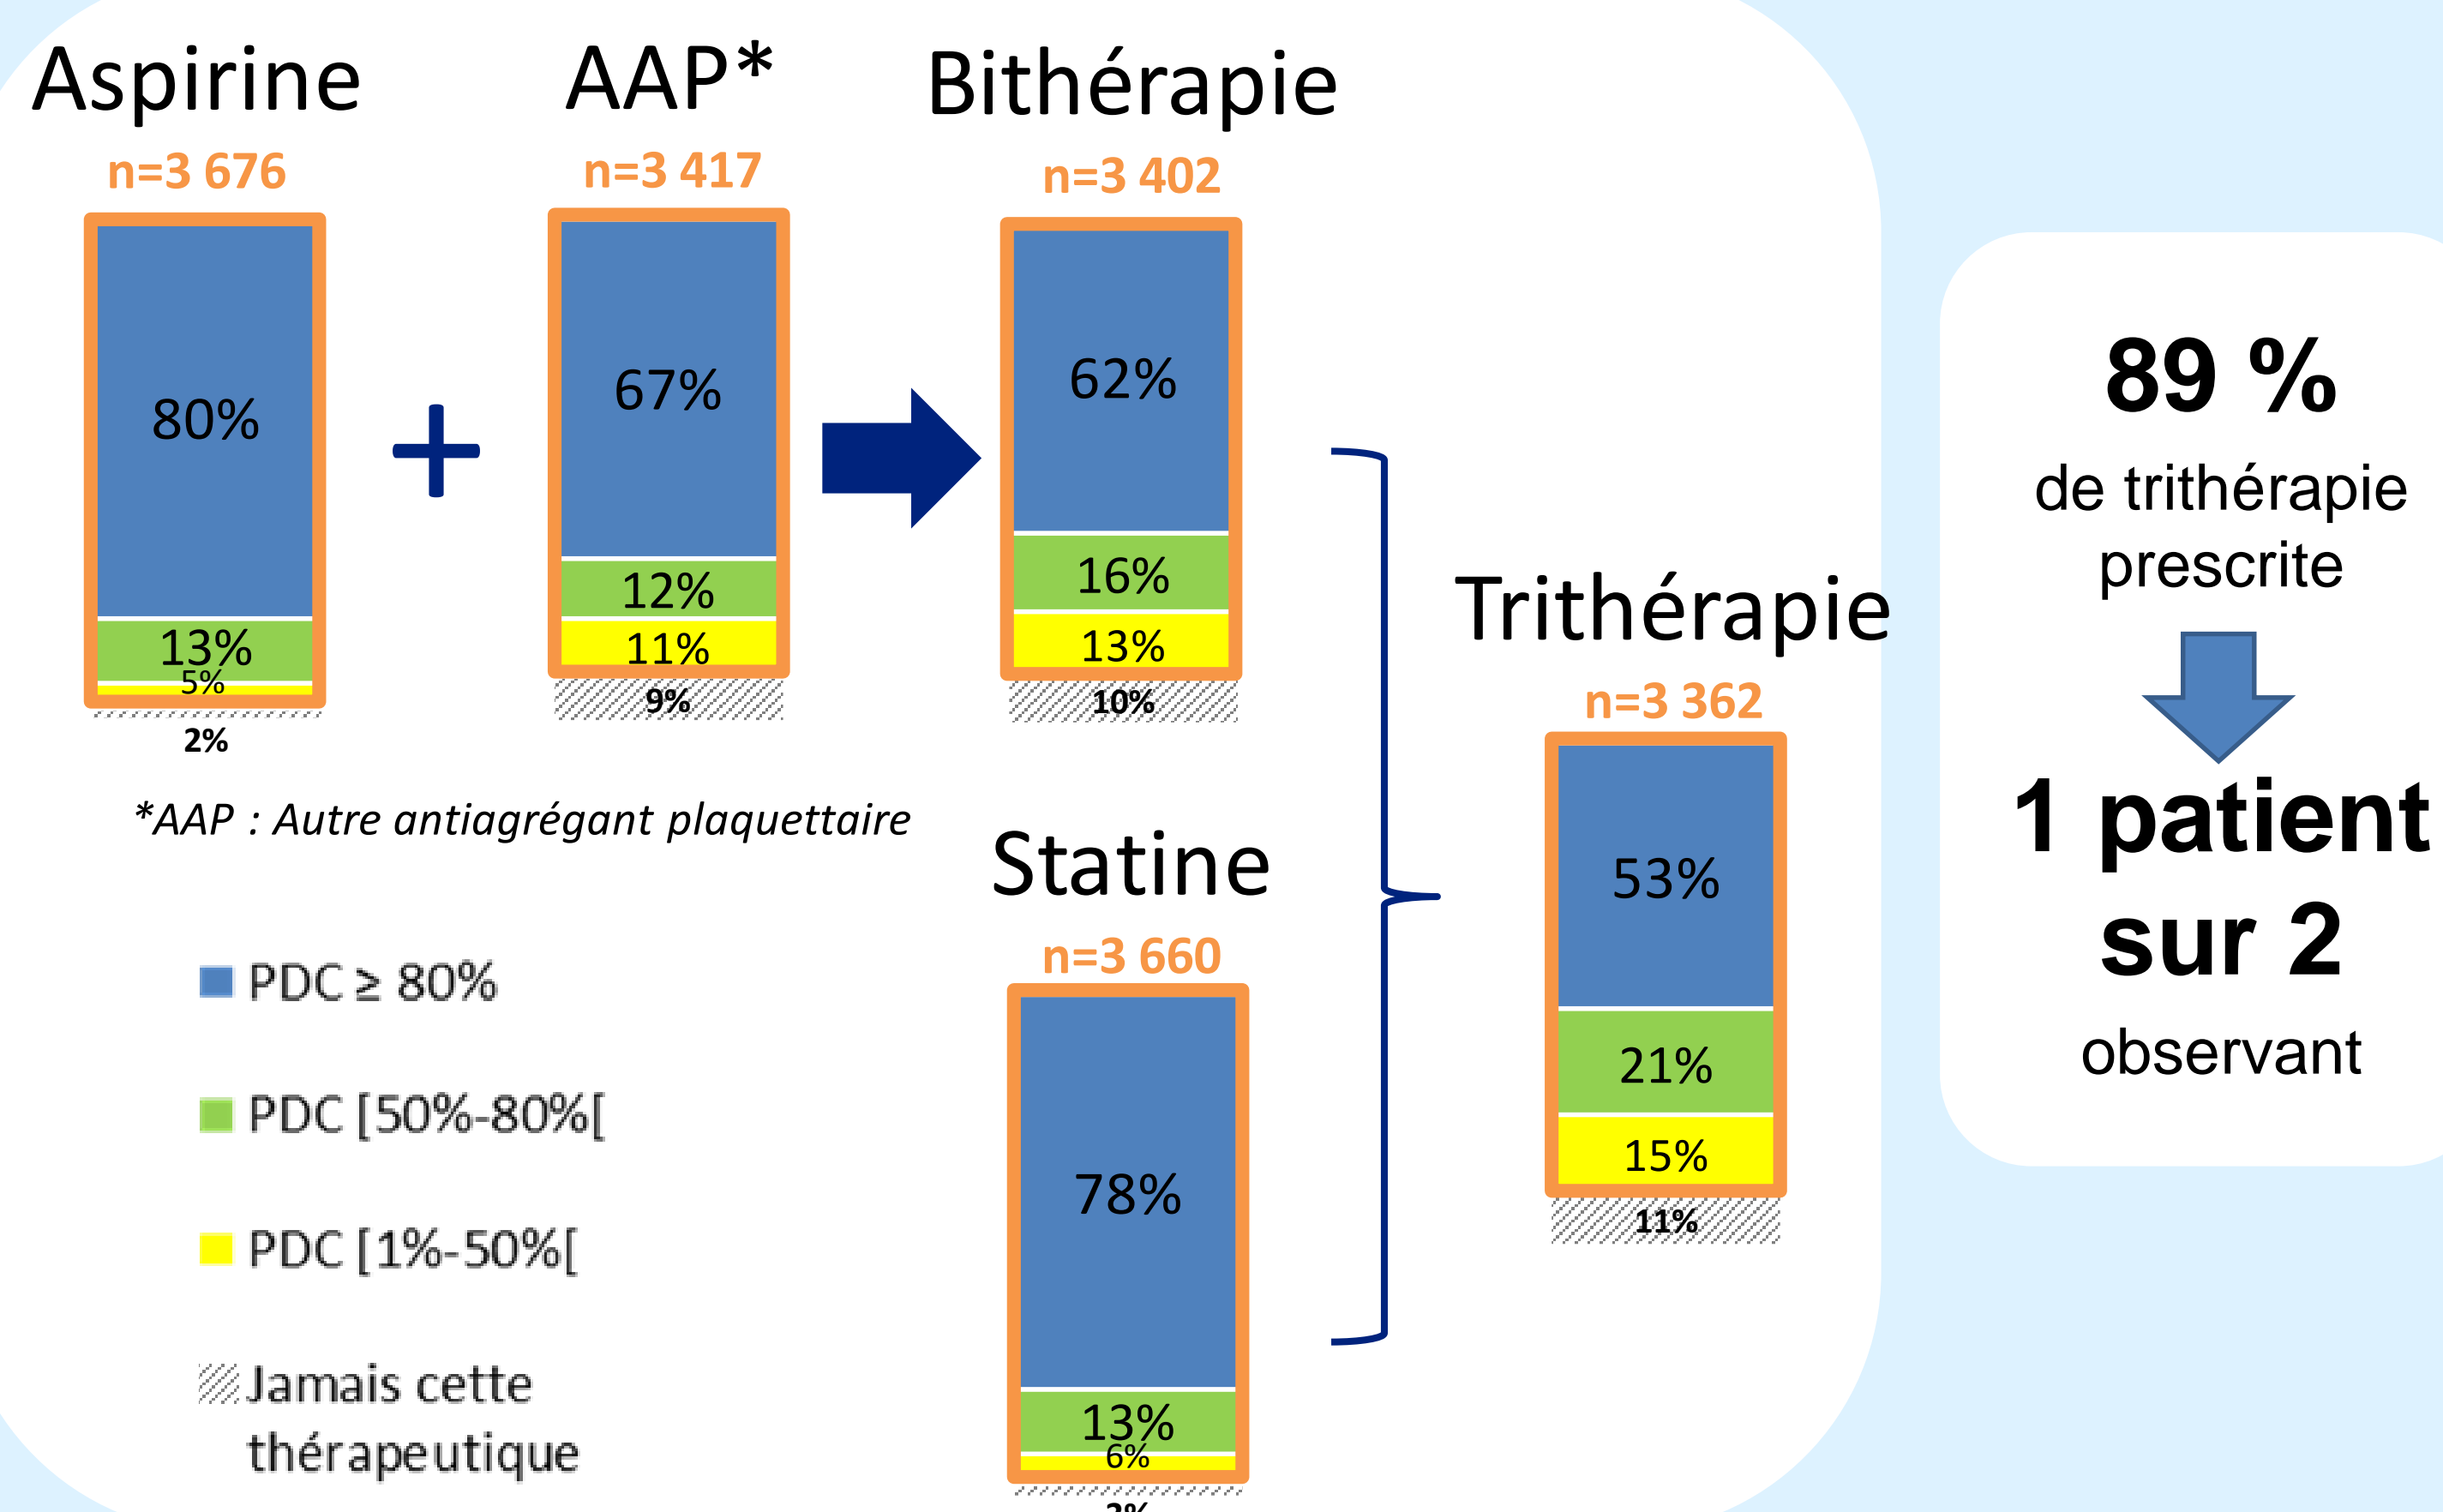 Aspirine
n=3 676
80%
13%
5%
2%
+
AAP*
n=3 417
67%
12%
11%
9%
Bithérapie
n=3 402
62%
16%
13%
10%
*AAP : Autre antiagrégant plaquettaire
PDC ≥ 80%
PDC [50%-80%[
PDC [1%-50%[
Jamais cette
thérapeutique
Statine
n=3 660
78%
13%
6%
Trithérapie
n=3 362
53%
21%
15%
11%
89 %
de trithérapie
prescrite
1 patient
sur 2
observant